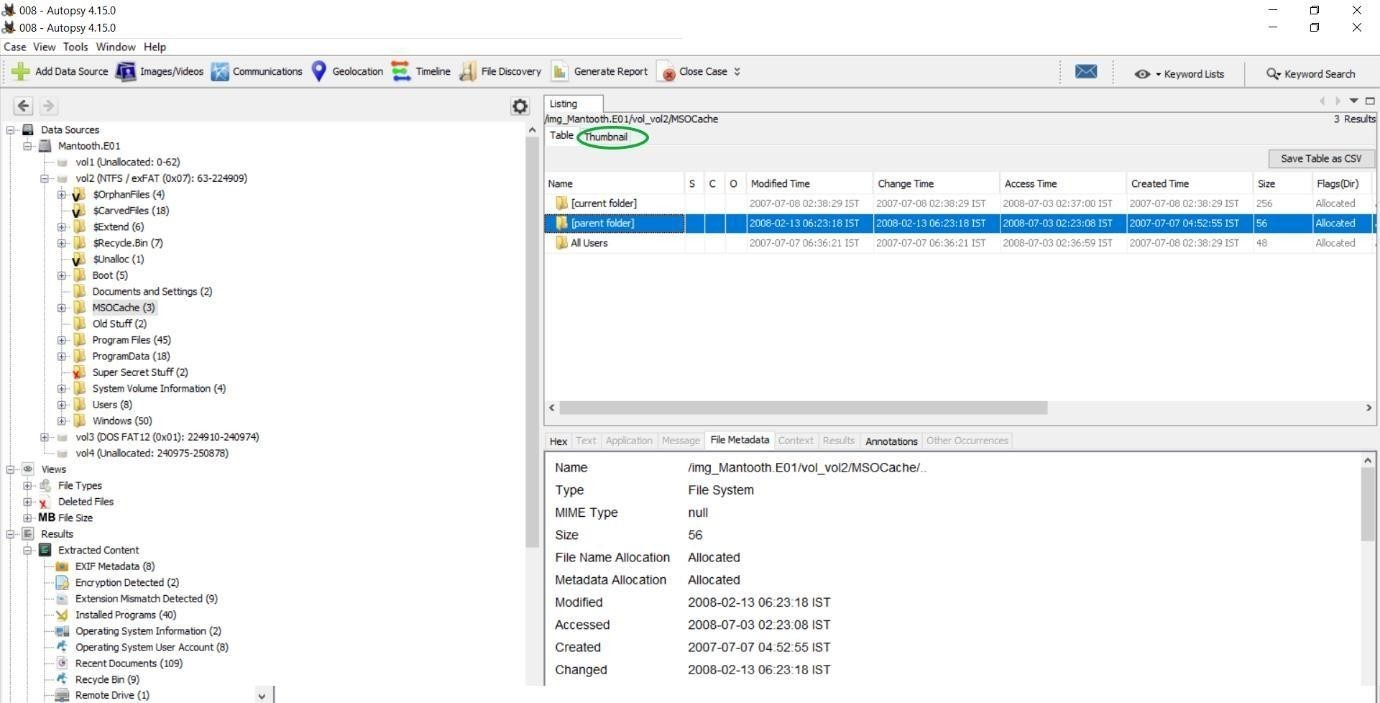 008 - Autopsy 4.15.0
008 - Autopsy 4.15.0
Case View Tools Window Help
Add Data Source Images/Videos Communications Geolocation Timeline File Discovery Generate Report Close Case Keyword Lists Keyword Search
Data Sources
Mantooth.E01
vol1 (Unallocated: 0-62)
vol2 (NTFS / exFAT (0x07): 63-224909)
$OrphanFiles (4)
$CarvedFiles (18)
$Extend (6)
$Recycle.Bin (7)
$Unalloc (1)
Boot (5)
Documents and Settings (2)
MSOCache (3)
Old Stuff (2)
Program Files (45)
ProgramData (18)
Super Secret Stuff (2)
System Volume Information (4)
Users (8)
Windows (50)
vol3 (DOS FAT12 (0x01): 224910-240974)
vol4 (Unallocated: 240975-250878)
Views
File Types
Deleted Files
MB File Size
Results
Extracted Content
EXIF Metadata (8)
Encryption Detected (2)
Extension Mismatch Detected (9)
Installed Programs (40)
Operating System Information (2)
Operating System User Account (8)
Recent Documents (109)
Recycle Bin (9)
Remote Drive (1)
Listing
/img_Mantooth.E01/vol_vol2/MSOCache 3 Results
Table Thumbnail
Save Table as CSV
Name S C O Modified Time Change Time Access Time Created Time Size Flags(Dir)
[current folder] 2007-07-08 02:38:29 IST 2007-07-08 02:38:29 IST 2008-07-03 02:37:00 IST 2007-07-08 02:38:29 IST 256 Allocated
[parent folder] 2008-02-13 06:23:18 IST 2008-02-13 06:23:18 IST 2008-07-03 02:23:08 IST 2007-07-07 04:52:55 IST 56 Allocated
All Users 2007-07-07 06:36:21 IST 2007-07-07 06:36:21 IST 2008-07-03 02:36:59 IST 2007-07-08 02:38:29 IST 48 Allocated
Hex Text Application Message File Metadata Context Results Annotations Other Occurrences
Name /img_Mantooth.E01/vol_vol2/MSOCache/..
Type File System
MIME Type null
Size 56
File Name Allocation Allocated
Metadata Allocation Allocated
Modified 2008-02-13 06:23:18 IST
Accessed 2008-07-03 02:23:08 IST
Created 2007-07-07 04:52:55 IST
Changed 2008-02-13 06:23:18 IST